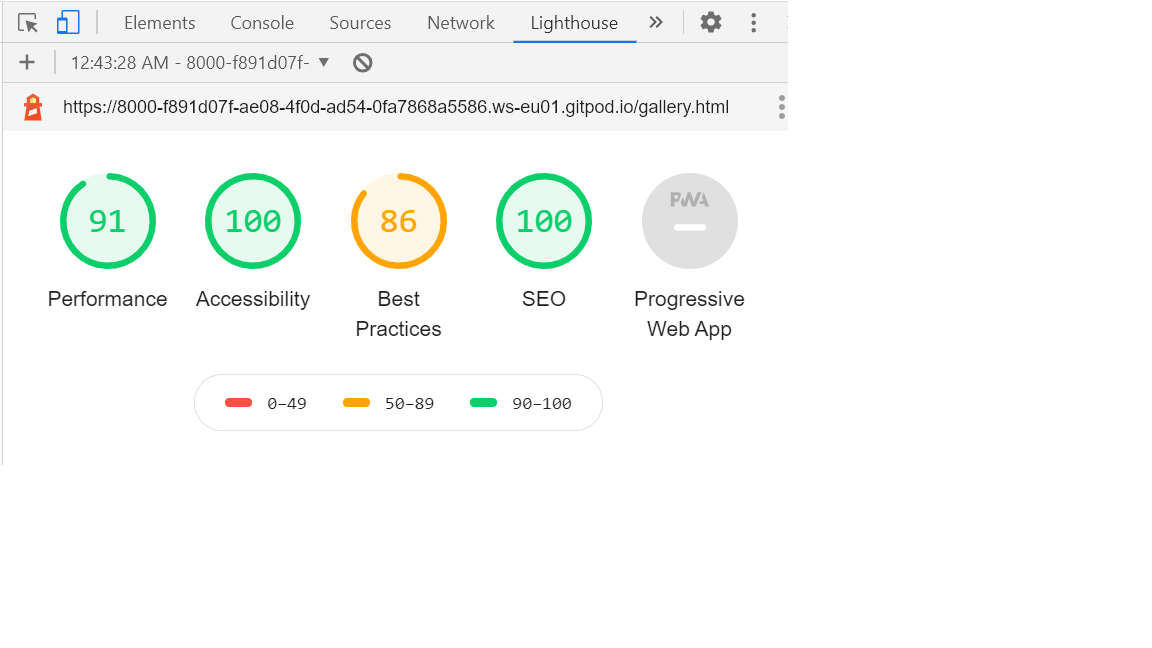 Elements Console Sources Network Lighthouse »
+ 12:43:28 AM - 8000-f891d07f- ▼
https://8000-f891d07f-ae08-4f0d-ad54-0fa7868a5586.ws-eu01.gitpod.io/gallery.html
91 100 86 100 PWA
Performance Accessibility Best Practices SEO Progressive Web App
0–49 50–89 90–100